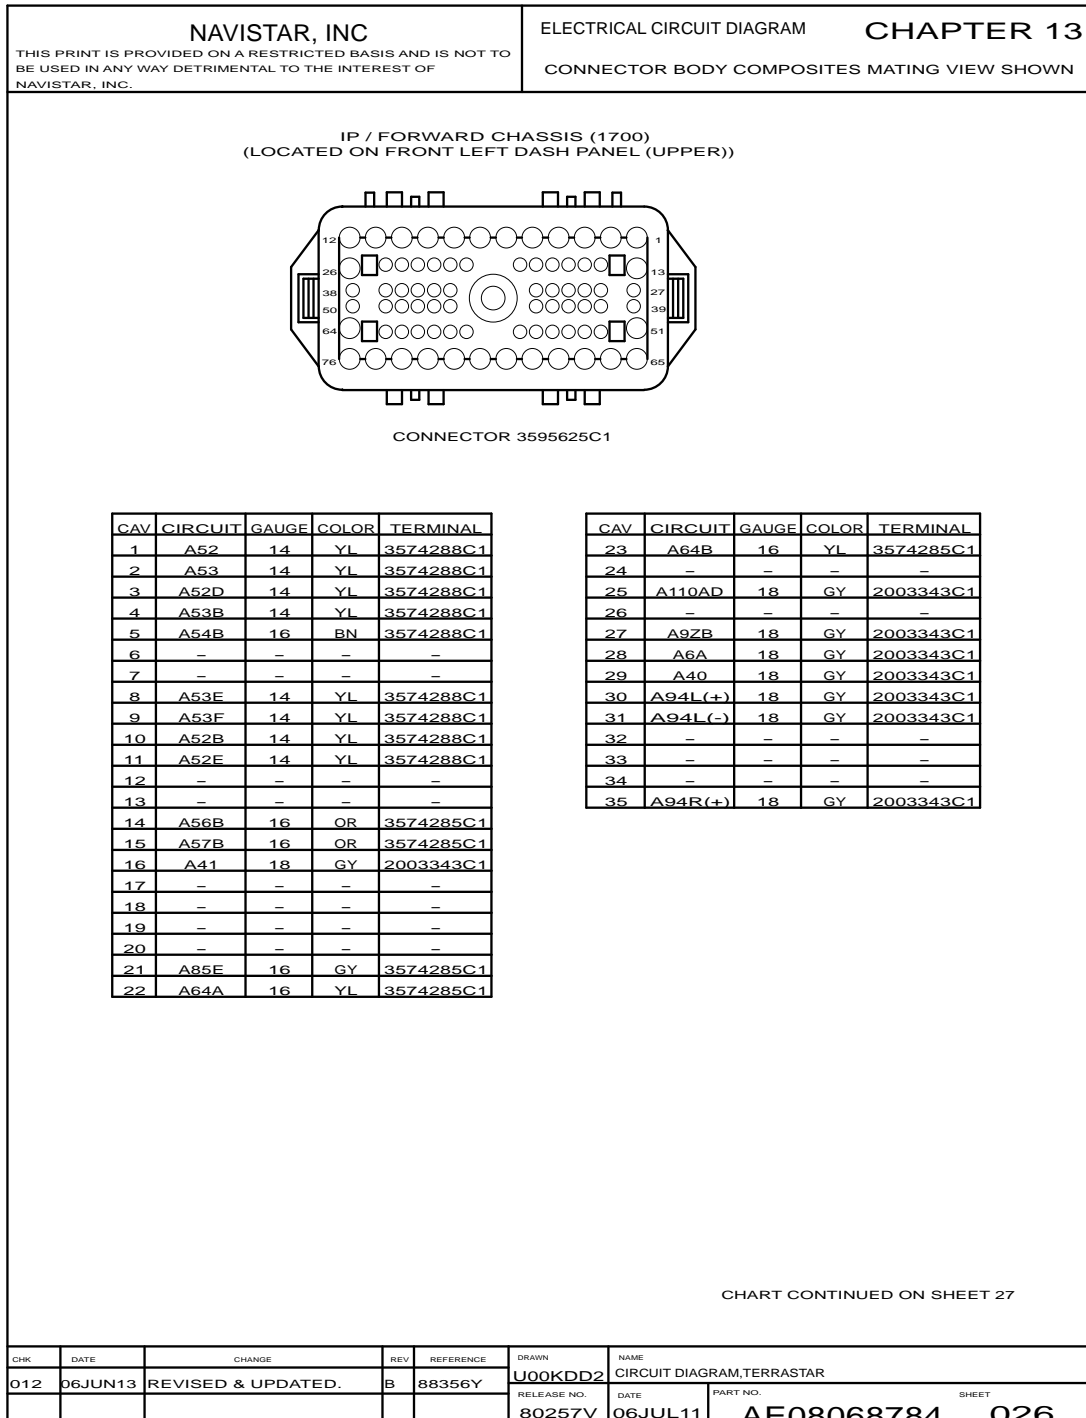 NAVISTAR, INC
THIS PRINT IS PROVIDED ON A RESTRICTED BASIS AND IS NOT TO
BE USED IN ANY WAY DETRIMENTAL TO THE INTEREST OF
NAVISTAR, INC.
ELECTRICAL CIRCUIT DIAGRAM CHAPTER 13
CONNECTOR BODY COMPOSITES MATING VIEW SHOWN
IP / FORWARD CHASSIS (1700)
(LOCATED ON FRONT LEFT DASH PANEL (UPPER))
12 1
26 13
38 27
50 39
64 51
76 65
CONNECTOR 3595625C1
CAV CIRCUIT GAUGE COLOR TERMINAL
1 A52 14 YL 3574288C1
2 A53 14 YL 3574288C1
3 A52D 14 YL 3574288C1
4 A53B 14 YL 3574288C1
5 A54B 16 BN 3574288C1
6 – – – –
7 – – – –
8 A53E 14 YL 3574288C1
9 A53F 14 YL 3574288C1
10 A52B 14 YL 3574288C1
11 A52E 14 YL 3574288C1
12 – – – –
13 – – – –
14 A56B 16 OR 3574285C1
15 A57B 16 OR 3574285C1
16 A41 18 GY 2003343C1
17 – – – –
18 – – – –
19 – – – –
20 – – – –
21 A85E 16 GY 3574285C1
22 A64A 16 YL 3574285C1
CAV CIRCUIT GAUGE COLOR TERMINAL
23 A64B 16 YL 3574285C1
24 – – – –
25 A110AD 18 GY 2003343C1
26 – – – –
27 A9ZB 18 GY 2003343C1
28 A6A 18 GY 2003343C1
29 A40 18 GY 2003343C1
30 A94L(+) 18 GY 2003343C1
31 A94L(-) 18 GY 2003343C1
32 – – – –
33 – – – –
34 – – – –
35 A94R(+) 18 GY 2003343C1
CHART CONTINUED ON SHEET 27
CHK DATE CHANGE REV REFERENCE DRAWN NAME
012 06JUN13 REVISED & UPDATED. B 88356Y U00KDD2 CIRCUIT DIAGRAM,TERRASTAR
RELEASE NO. DATE PART NO. SHEET
80257V 06JUL11 AE08068784 026